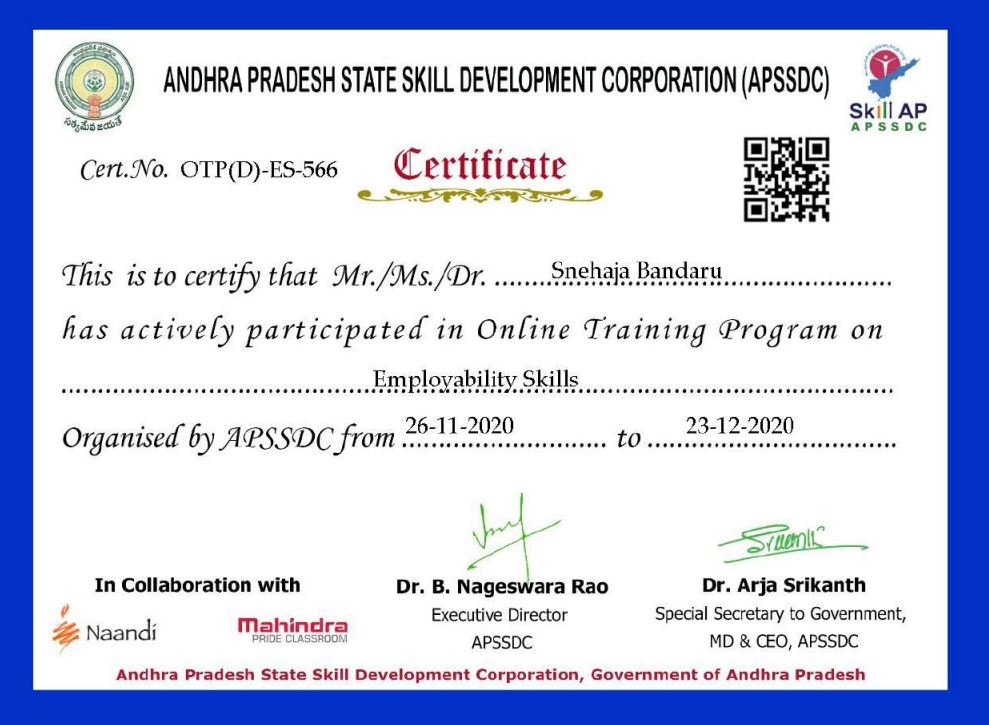 ANDHRA PRADESH STATE SKILL DEVELOPMENT CORPORATION (APSSDC)
సత్యమేవ జయతే
Skill AP
APSSDC
Cert.No. OTP(D)-ES-566
Certificate
This is to certify that Mr./Ms./Dr. ......Snehaja Bandaru......
has actively participated in Online Training Program on
......Employability Skills......
Organised by APSSDC from 26-11-2020 to 23-12-2020
In Collaboration with
Naandi
Mahindra
PRIDE CLASSROOM
Dr. B. Nageswara Rao
Executive Director
APSSDC
Dr. Arja Srikanth
Special Secretary to Government,
MD & CEO, APSSDC
Andhra Pradesh State Skill Development Corporation, Government of Andhra Pradesh